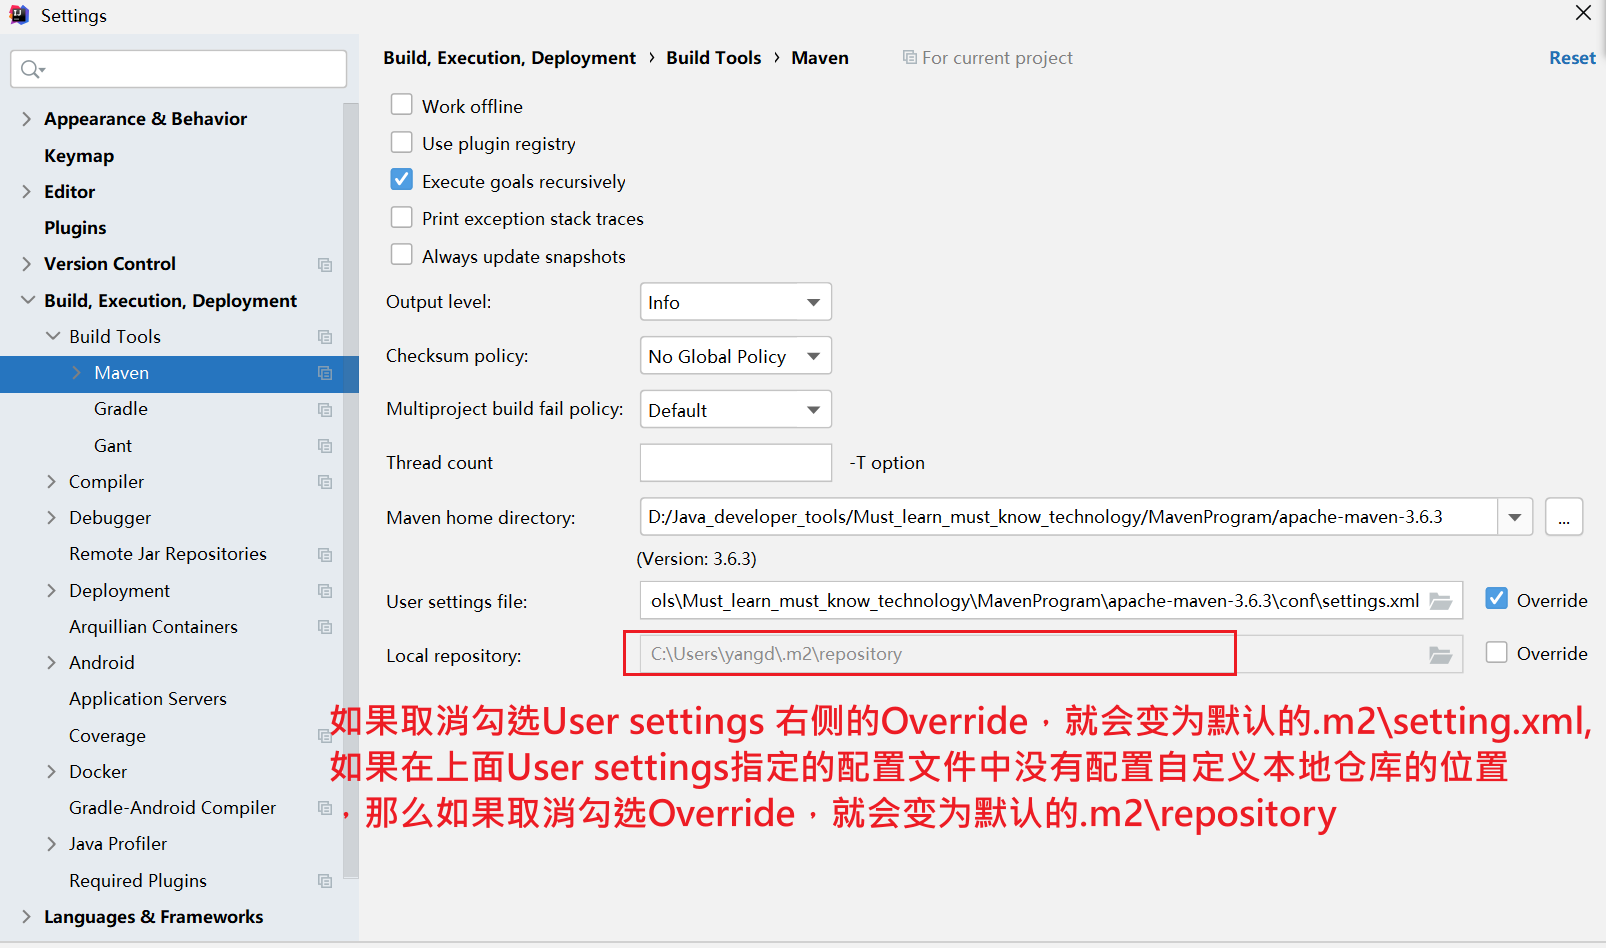 Settings
Build, Execution, Deployment › Build Tools › Maven
For current project
Reset
Appearance & Behavior
Keymap
Editor
Plugins
Version Control
Build, Execution, Deployment
Build Tools
Maven
Gradle
Gant
Compiler
Debugger
Remote Jar Repositories
Deployment
Arquillian Containers
Android
Application Servers
Coverage
Docker
Gradle-Android Compiler
Java Profiler
Required Plugins
Languages & Frameworks
Work offline
Use plugin registry
Execute goals recursively
Print exception stack traces
Always update snapshots
Output level: Info
Checksum policy: No Global Policy
Multiproject build fail policy: Default
Thread count -T option
Maven home directory: D:/Java_developer_tools/Must_learn_must_know_technology/MavenProgram/apache-maven-3.6.3 ...
(Version: 3.6.3)
User settings file: ols\Must_learn_must_know_technology\MavenProgram\apache-maven-3.6.3\conf\settings.xml Override
Local repository: C:\Users\yangd\.m2\repository Override
如果取消勾选User settings 右侧的Override，就会变为默认的.m2\setting.xml,
如果在上面User settings指定的配置文件中没有配置自定义本地仓库的位置
，那么如果取消勾选Override，就会变为默认的.m2\repository